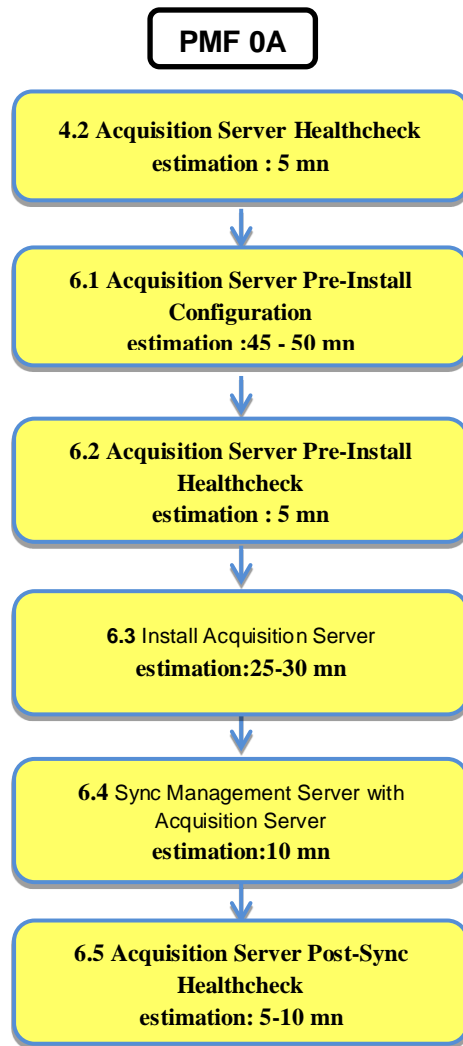 PMF 0A
4.2 Acquisition Server Healthcheck
estimation : 5 mn
6.1 Acquisition Server Pre-Install
Configuration
estimation :45 - 50 mn
6.2 Acquisition Server Pre-Install
Healthcheck
estimation : 5 mn
6.3 Install Acquisition Server
estimation:25-30 mn
6.4 Sync Management Server with
Acquisition Server
estimation:10 mn
6.5 Acquisition Server Post-Sync
Healthcheck
estimation: 5-10 mn